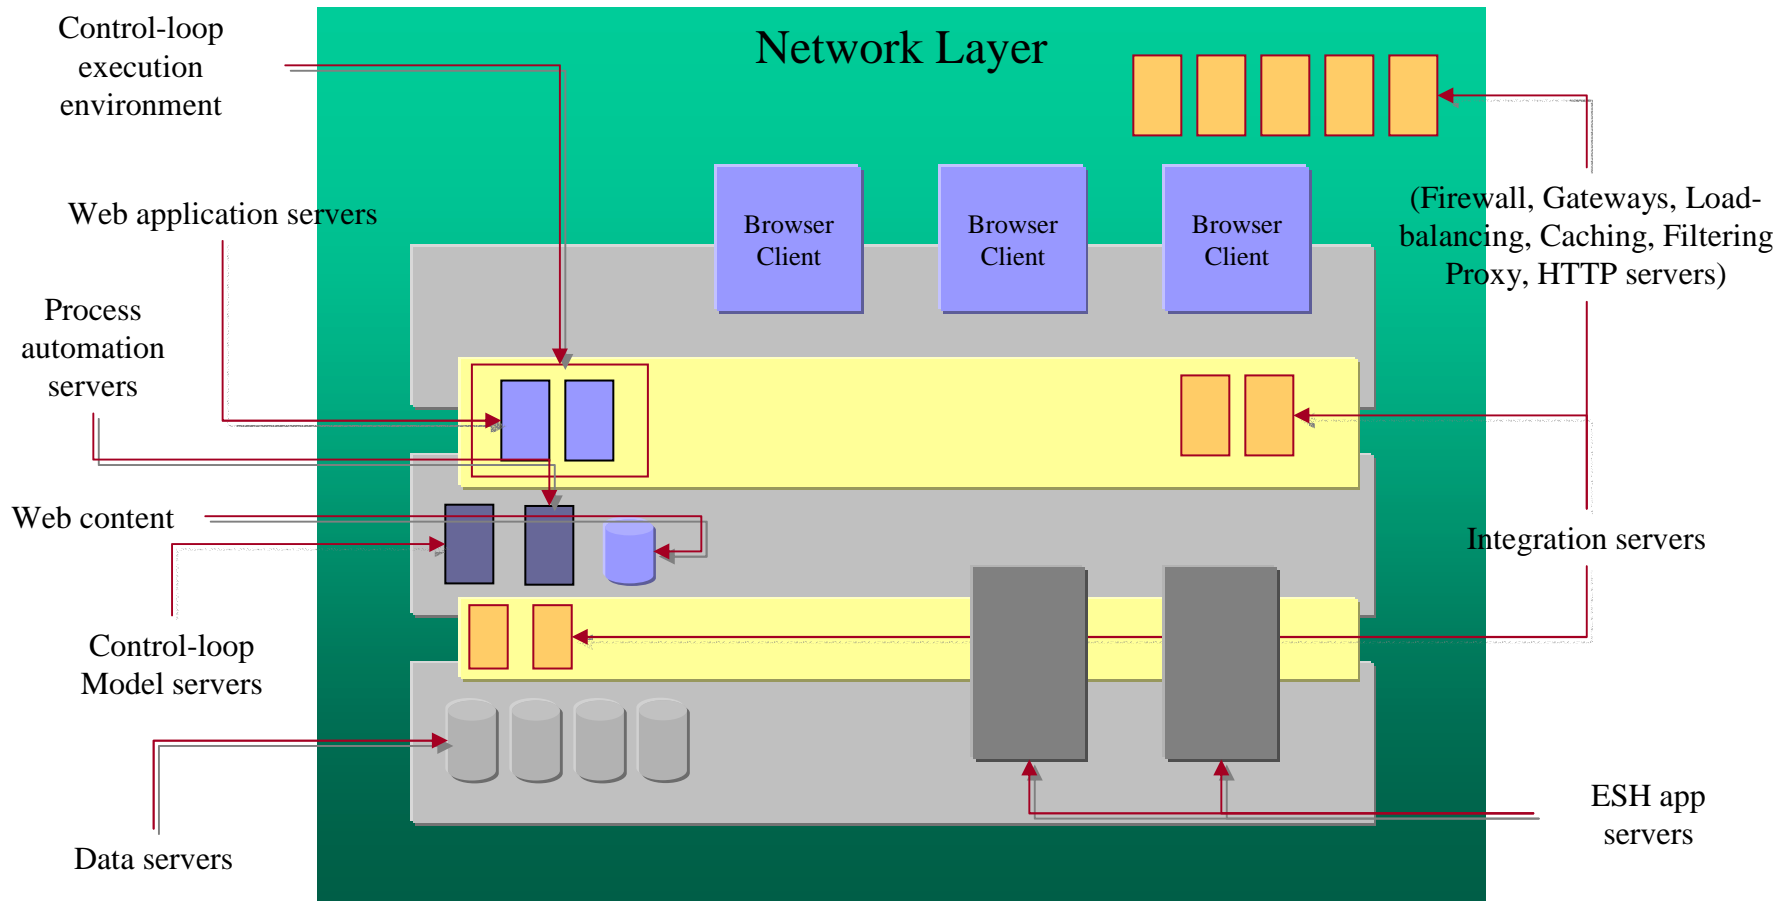 Network Layer
Control-loop
execution
environment
Web application servers
Process
automation
servers
Web content
Control-loop
Model servers
Data servers
Browser
Client
Browser
Client
Browser
Client
(Firewall, Gateways, Load-
balancing, Caching, Filtering
Proxy, HTTP servers)
Integration servers
ESH app
servers